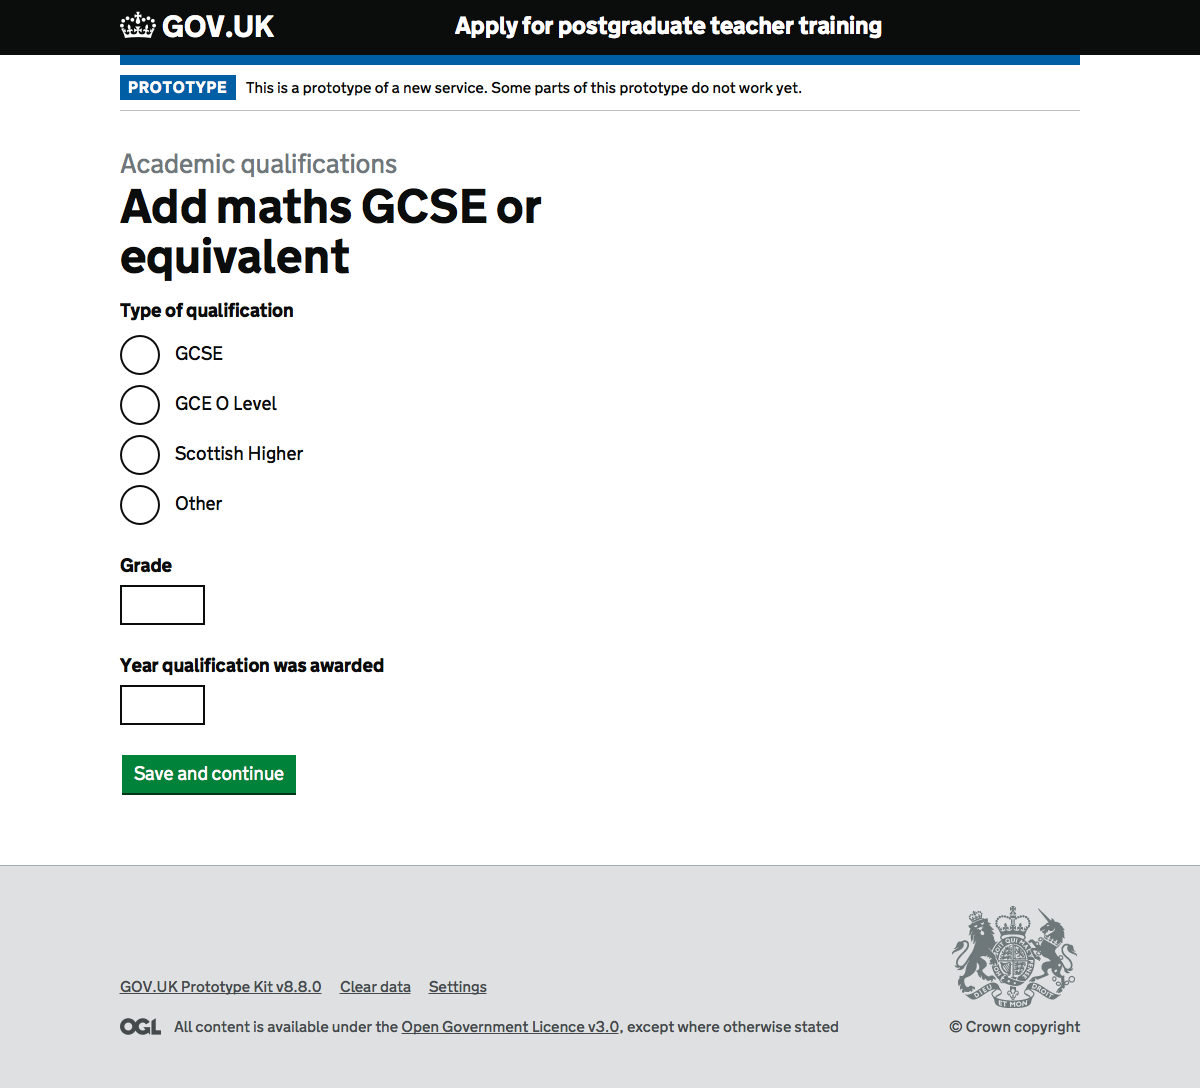 GOV.UK Apply for postgraduate teacher training
PROTOTYPE This is a prototype of a new service. Some parts of this prototype do not work yet.
Academic qualifications
Add maths GCSE or
equivalent
Type of qualification
GCSE
GCE O Level
Scottish Higher
Other
Grade
Year qualification was awarded
Save and continue
GOV.UK Prototype Kit v8.8.0 Clear data Settings
DIEU ET MON DROIT
OGL All content is available under the Open Government Licence v3.0, except where otherwise stated
© Crown copyright